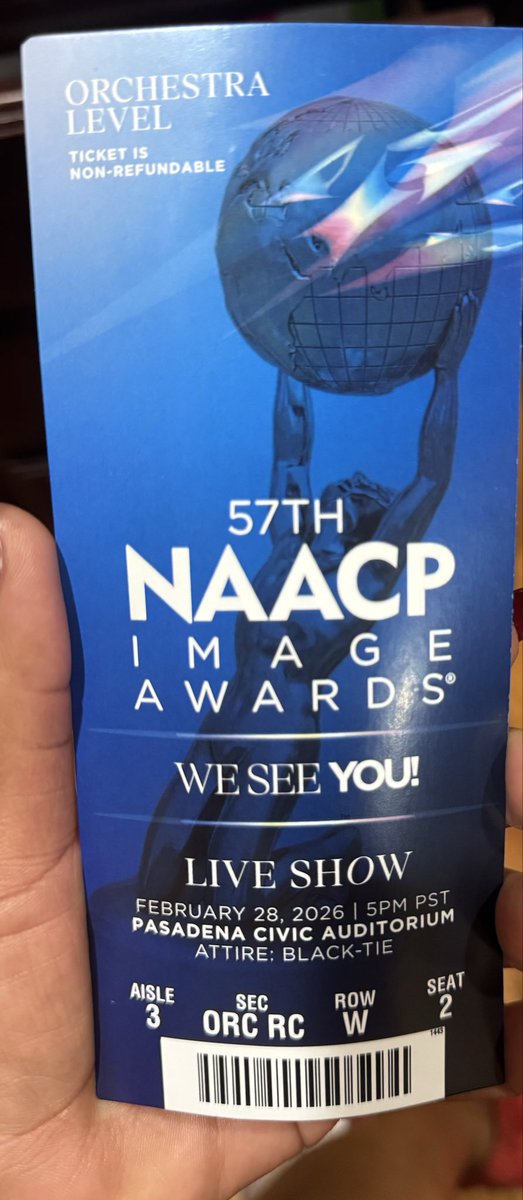 ORCHESTRA
LEVEL
TICKET IS
NON-REFUNDABLE
57TH
NAACP
IMAGE
AWARDS®
WE SEE YOU!
LIVE SHOW
FEBRUARY 28, 2026 | 5PM PST
PASADENA CIVIC AUDITORIUM
ATTIRE: BLACK-TIE
AISLE SEC ROW SEAT
3 ORC RC W 2
1443